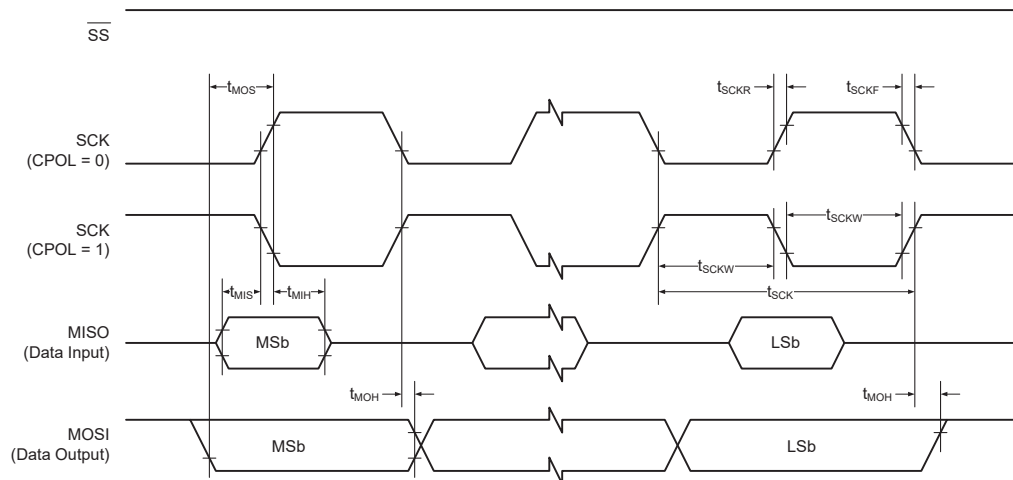 SS
tMOS
tSCKR
tSCKF
SCK
(CPOL = 0)
SCK
(CPOL = 1)
tSCKW
tSCKW
tSCK
tMIS
tMIH
MISO
(Data Input)
MSb
LSb
tMOH
tMOH
MOSI
(Data Output)
MSb
LSb